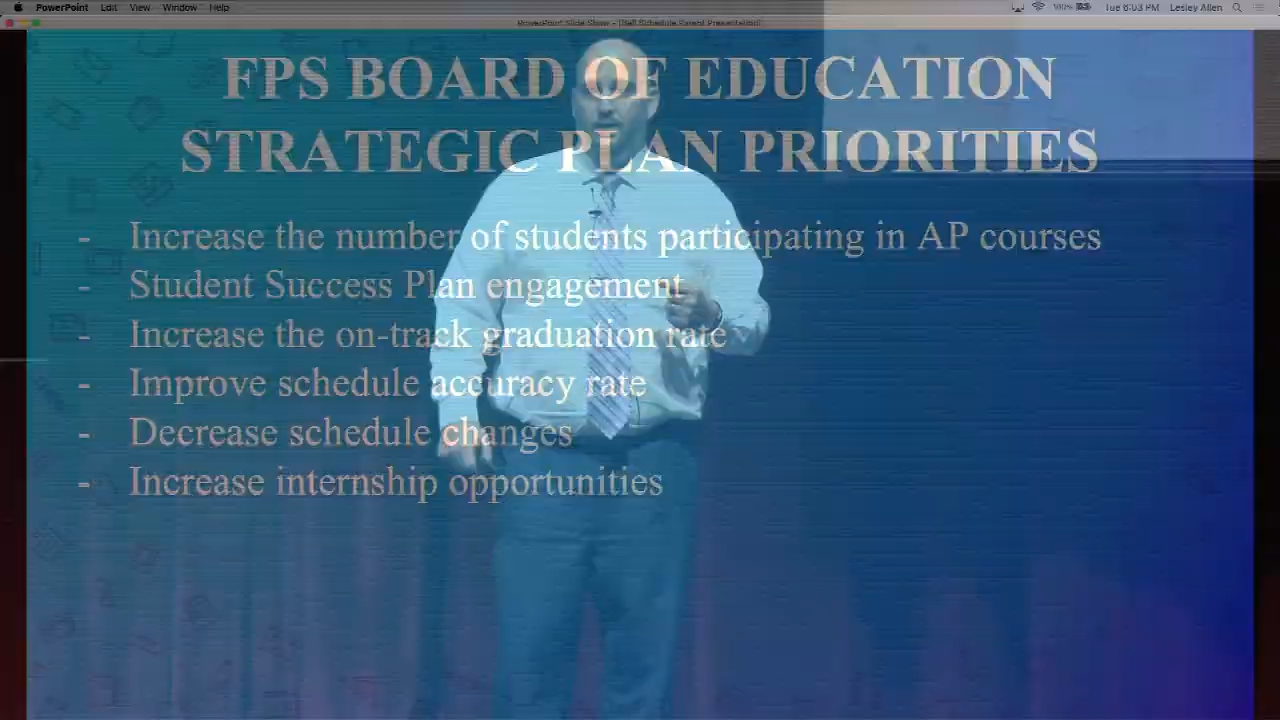 PowerPoint Edit View Window Help 100% Tue 6:03 PM Lesley Allen
PowerPoint Slide Show - [Bell Schedule Parent Presentation]
FPS BOARD OF EDUCATION
STRATEGIC PLAN PRIORITIES
- Increase the number of students participating in AP courses
- Student Success Plan engagement
- Increase the on-track graduation rate
- Improve schedule accuracy rate
- Decrease schedule changes
- Increase internship opportunities